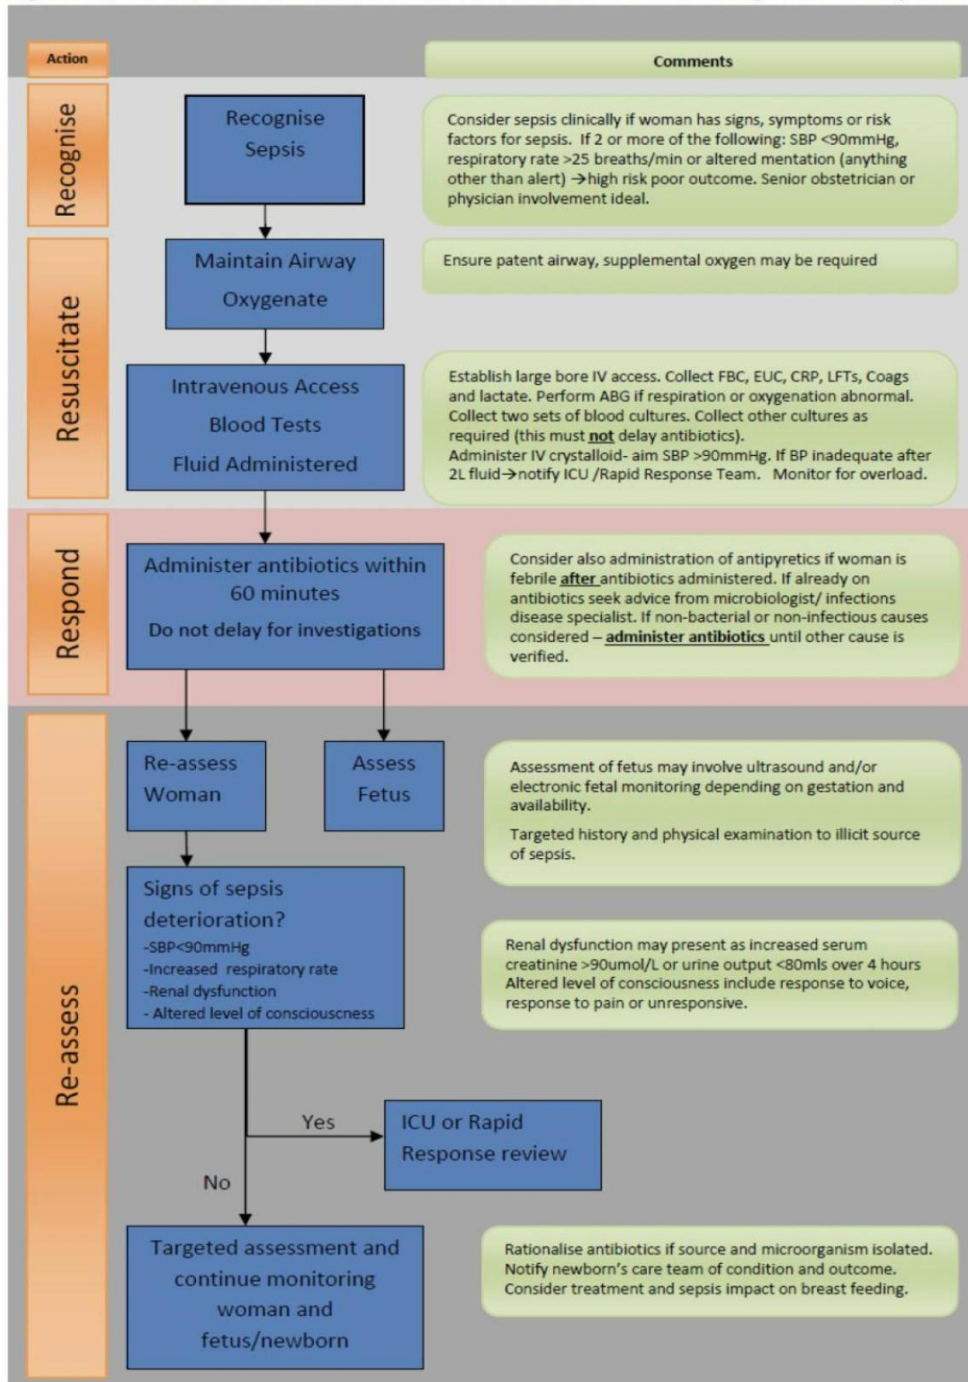 Action
Comments
Recognise
Recognise
Sepsis
Consider sepsis clinically if woman has signs, symptoms or risk
factors for sepsis. If 2 or more of the following: SBP <90mmHg,
respiratory rate >25 breaths/min or altered mentation (anything
other than alert) →high risk poor outcome. Senior obstetrician or
physician involvement ideal.
Resuscitate
Maintain Airway
Oxygenate
Ensure patent airway, supplemental oxygen may be required
Intravenous Access
Blood Tests
Fluid Administered
Establish large bore IV access. Collect FBC, EUC, CRP, LFTs, Coags
and lactate. Perform ABG if respiration or oxygenation abnormal.
Collect two sets of blood cultures. Collect other cultures as
required (this must not delay antibiotics).
Administer IV crystalloid- aim SBP >90mmHg. If BP inadequate after
2L fluid→notify ICU /Rapid Response Team. Monitor for overload.
Respond
Administer antibiotics within
60 minutes
Do not delay for investigations
Consider also administration of antipyretics if woman is
febrile after antibiotics administered. If already on
antibiotics seek advice from microbiologist/ infections
disease specialist. If non-bacterial or non-infectious causes
considered – administer antibiotics until other cause is
verified.
Re-assess
Re-assess
Woman
Assess
Fetus
Assessment of fetus may involve ultrasound and/or
electronic fetal monitoring depending on gestation and
availability.
Targeted history and physical examination to illicit source
of sepsis.
Signs of sepsis
deterioration?
-SBP<90mmHg
-Increased respiratory rate
-Renal dysfunction
- Altered level of consciouscness
Renal dysfunction may present as increased serum
creatinine >90umol/L or urine output <80mls over 4 hours
Altered level of consciousness include response to voice,
response to pain or unresponsive.
Yes
ICU or Rapid
Response review
No
Targeted assessment and
continue monitoring
woman and
fetus/newborn
Rationalise antibiotics if source and microorganism isolated.
Notify newborn's care team of condition and outcome.
Consider treatment and sepsis impact on breast feeding.